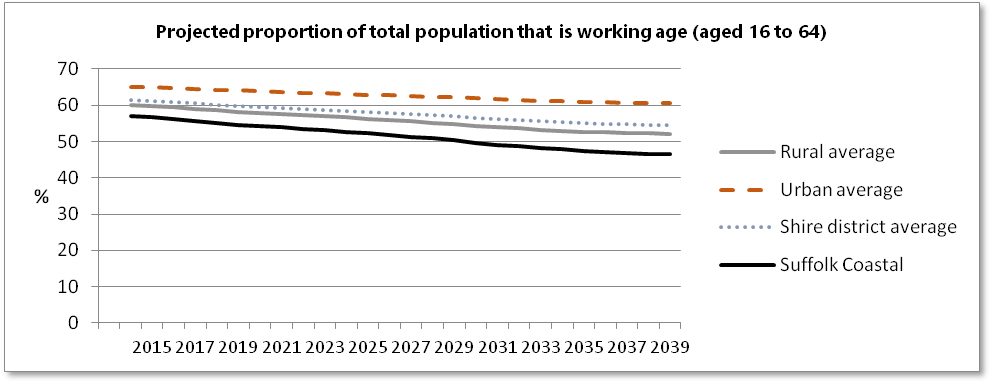 Projected proportion of total population that is working age (aged 16 to 64)
70
60
50
40
30
20
10
0
%
2015 2017 2019 2021 2023 2025 2027 2029 2031 2033 2035 2037 2039
Rural average
Urban average
Shire district average
Suffolk Coastal